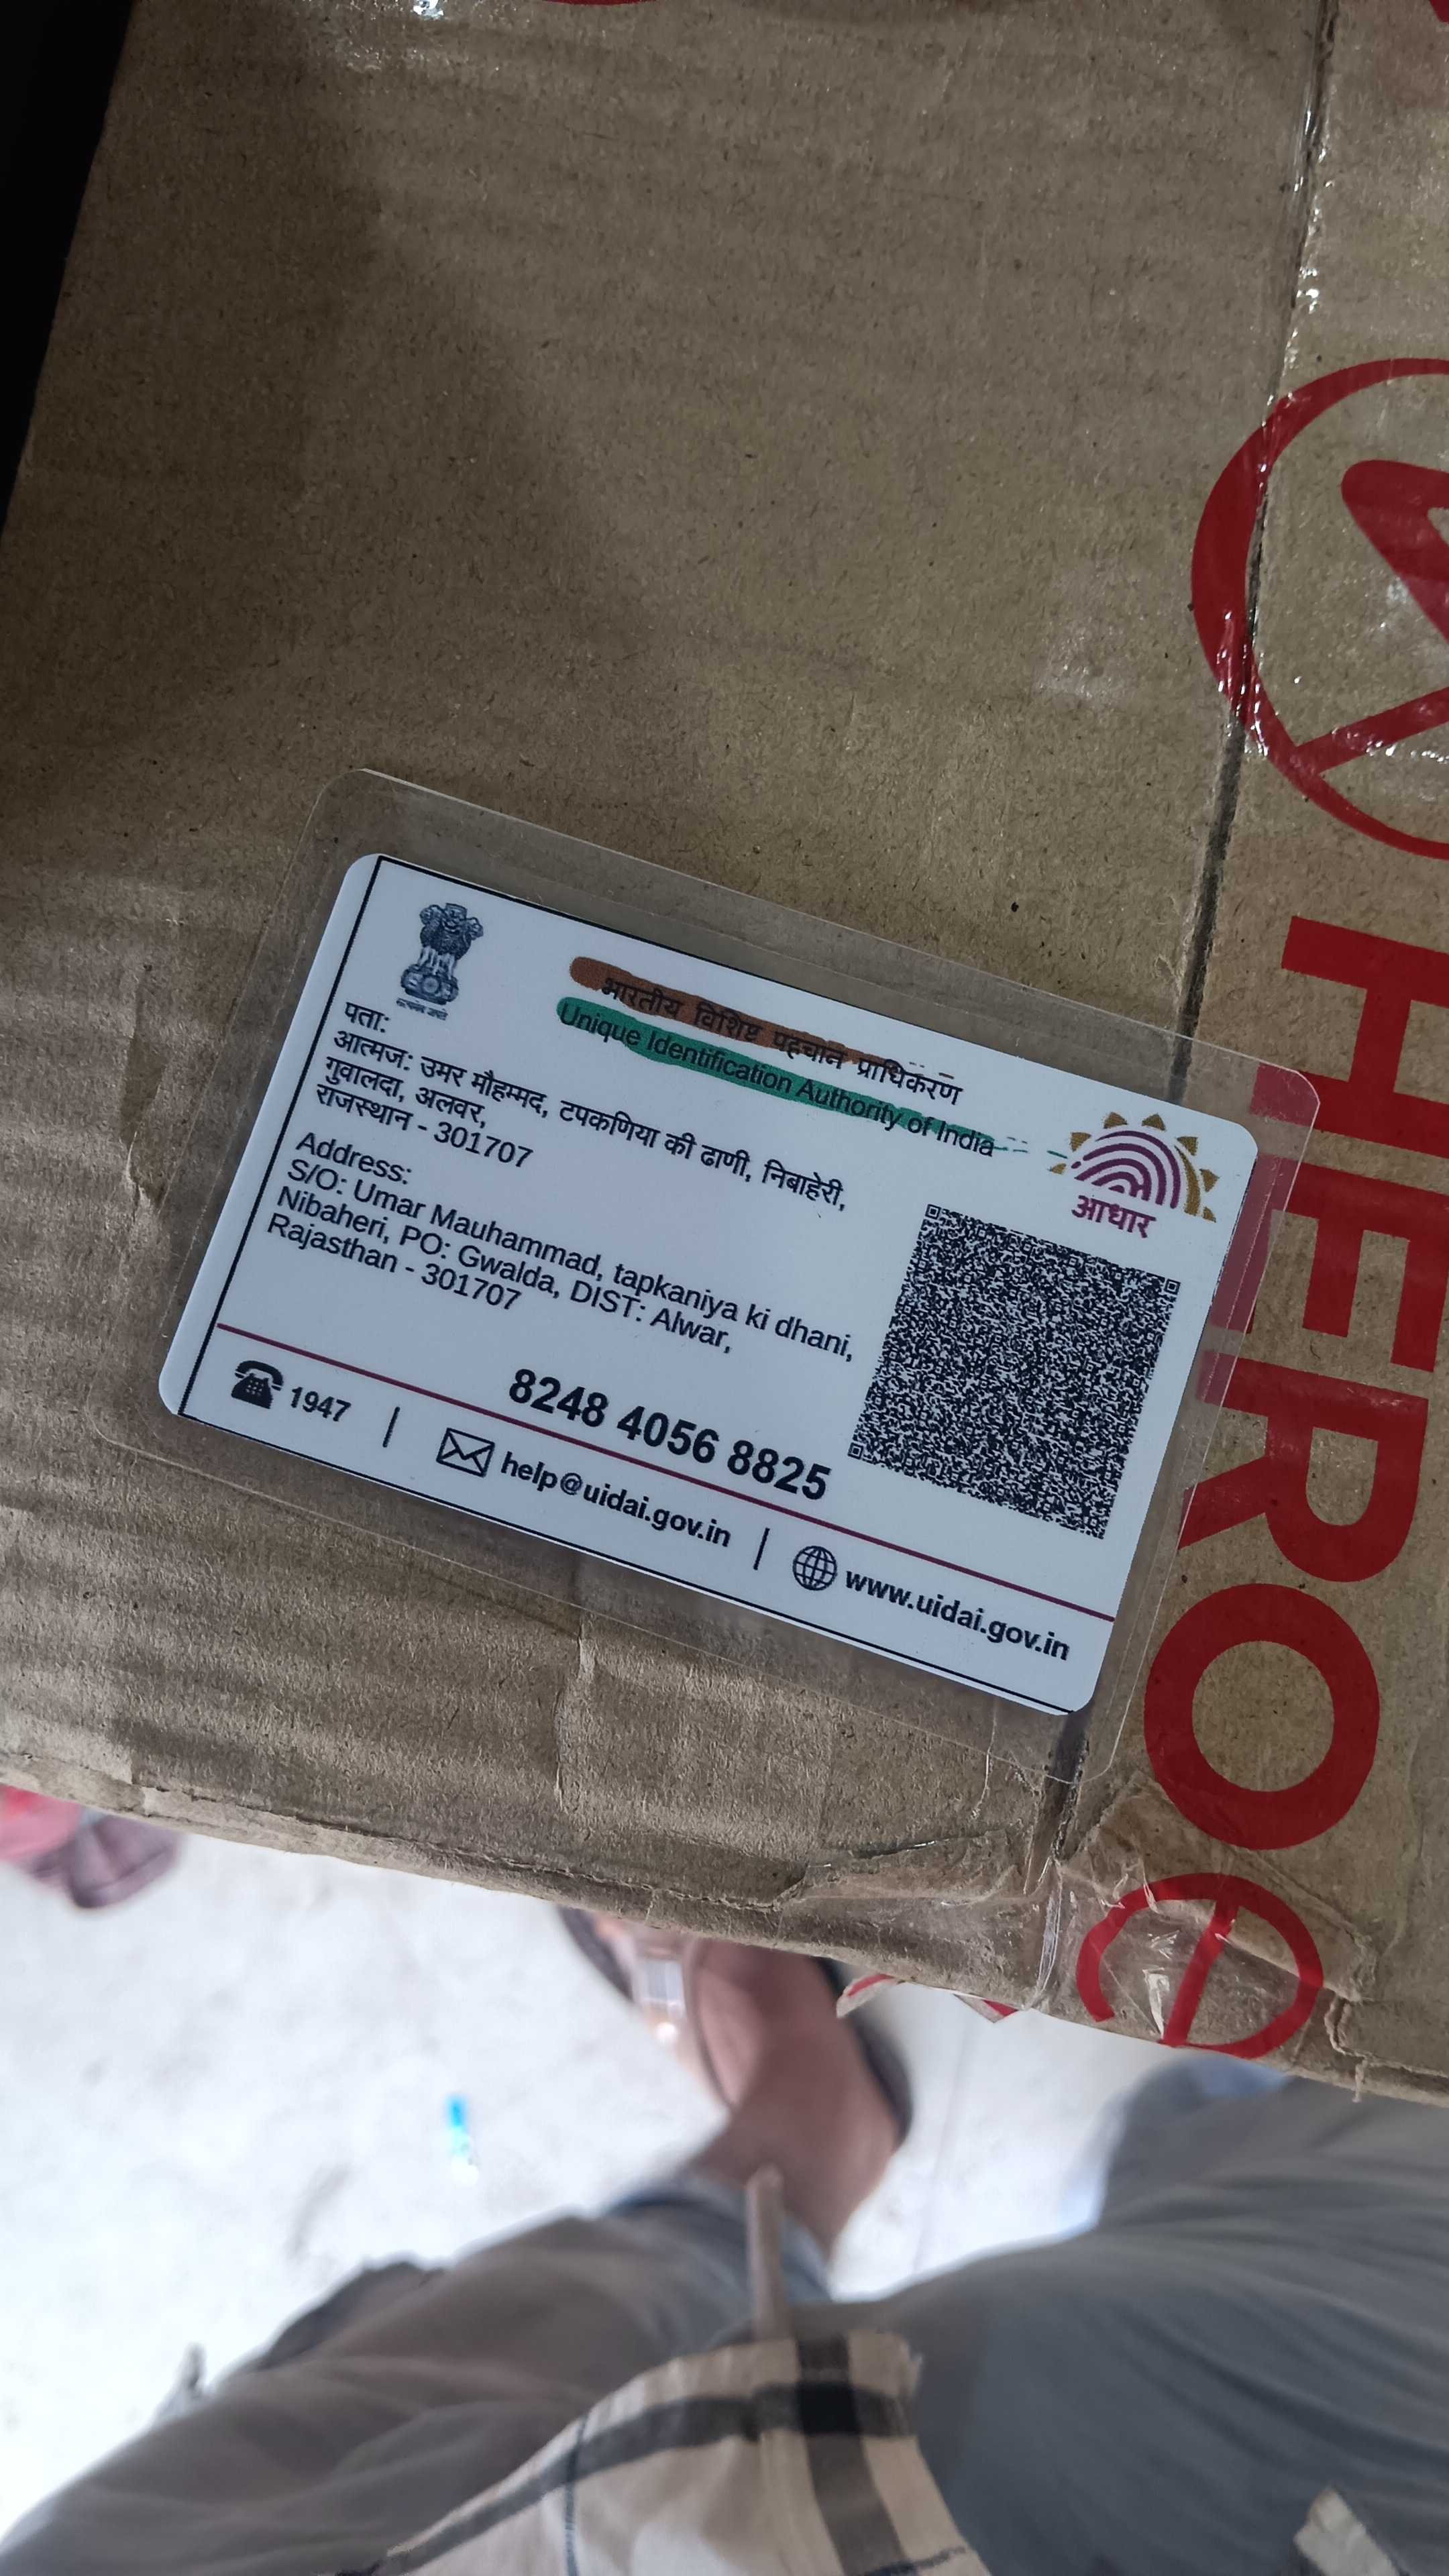 भारतीय विशिष्ट पहचान प्राधिकरण
Unique Identification Authority of India
आधार
पता:
आत्मज: उमर मौहम्मद, टपकणिया की ढाणी, निबाहेरी,
गुवालदा, अलवर,
राजस्थान - 301707
Address:
S/O: Umar Mauhammad, tapkaniya ki dhani,
Nibaheri, PO: Gwalda, DIST: Alwar,
Rajasthan - 301707
8248 4056 8825
1947
help@uidai.gov.in
www.uidai.gov.in
HERO